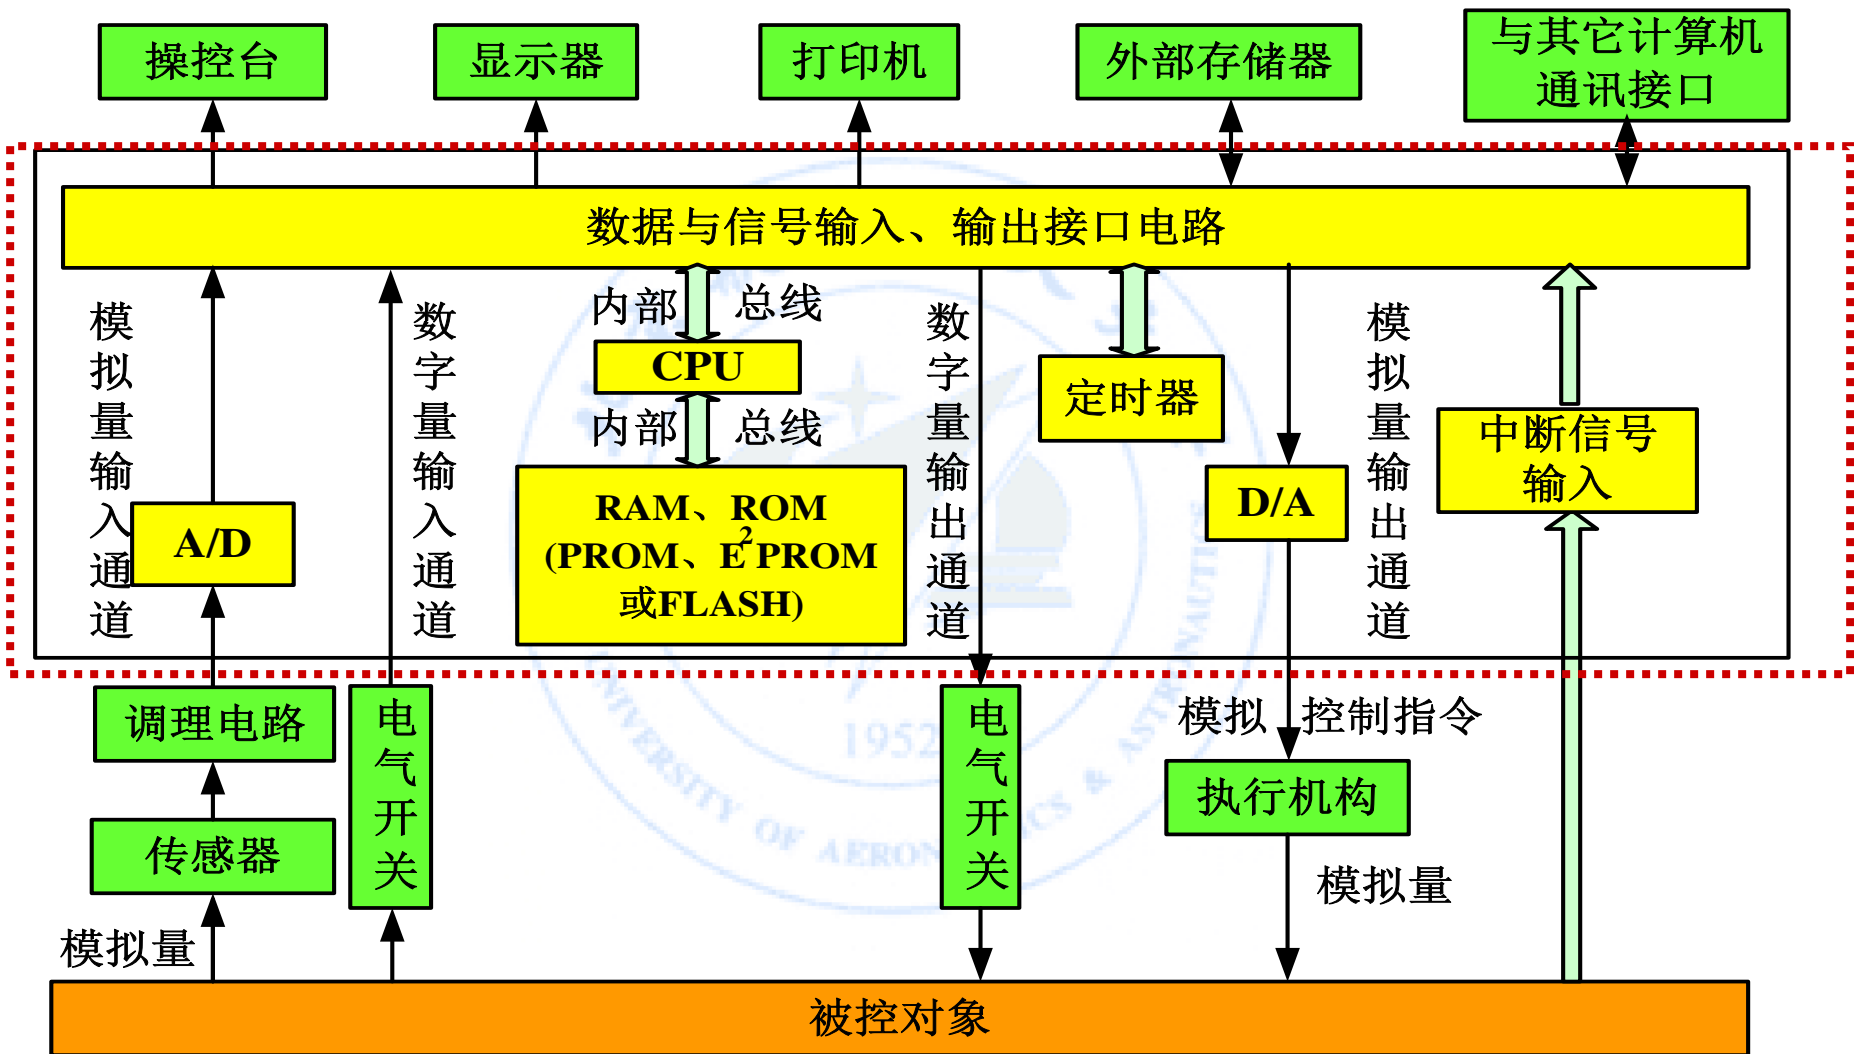 操控台
显示器
打印机
外部存储器
与其它计算机
通讯接口
数据与信号输入、输出接口电路
模拟量输入通道
数字量输入通道
内部 总线
CPU
内部 总线
RAM、ROM
(PROM、E²PROM
或FLASH)
数字量输出通道
定时器
D/A
模拟量输出通道
中断信号
输入
A/D
调理电路
传感器
模拟量
电气开关
电气开关
模拟 控制指令
执行机构
模拟量
被控对象
1952
UNIVERSITY OF AERON
CS & ASTRONAUTICS